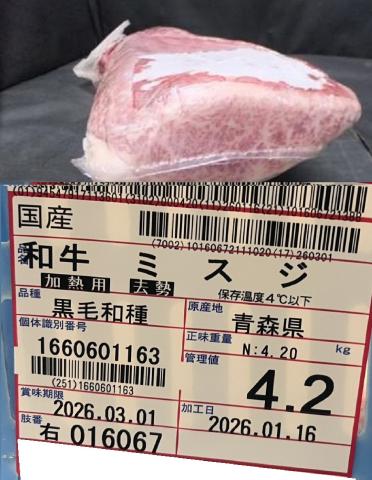 国産
(7002)10160672111020(17)260301
品名 和牛 ミスジ
加熱用 去勢 保存温度4℃以下
品種 黒毛和種
原産地 青森県
個体識別番号
1660601163
(251)1660601163
正味重量 N:4.20 kg
管理値 4.2
賞味期限
2026.03.01
加工日
2026.01.16
肢番
右 016067